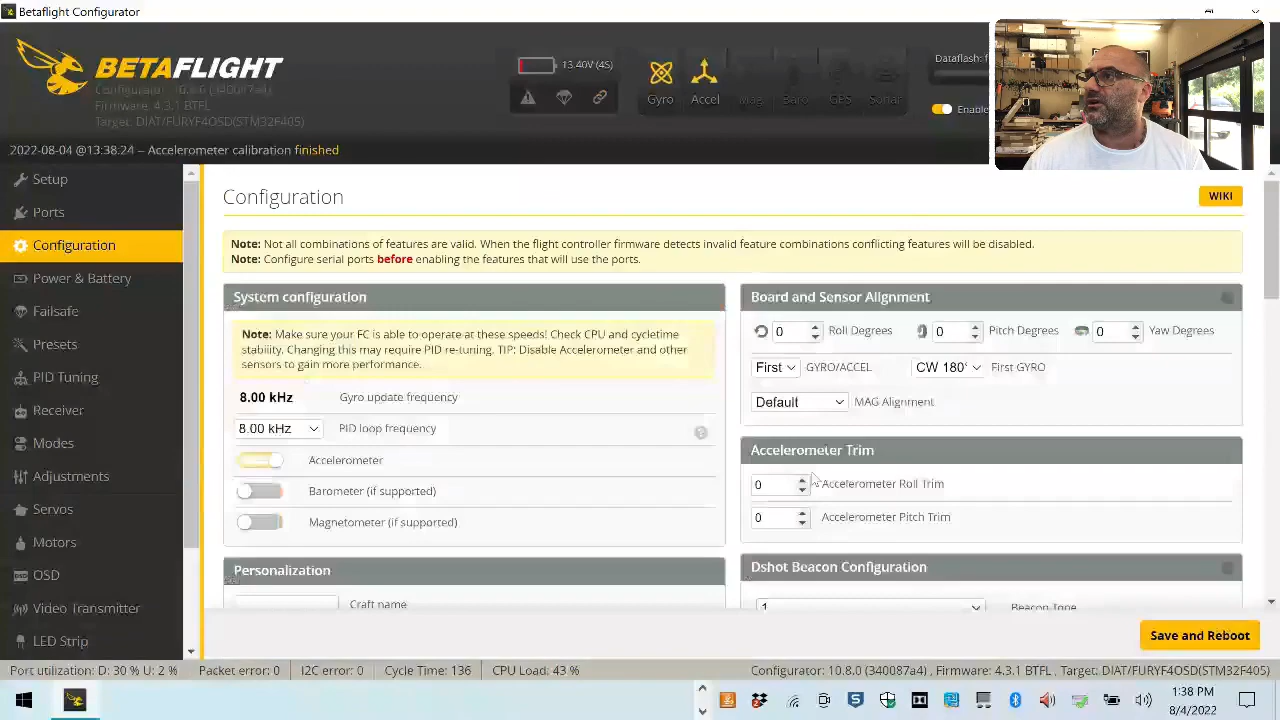 Betaflight Configurator
BETAFLIGHT
Firmware: 4.3.1 BTFL
Target: DIAT/FURYF4OSD(STM32F405)
13.40V (4S)
Gyro
Accel
Mag
Baro
GPS
Sonar
Dataflash: f
Enable
2022-08-04 @13:38:24 -- Accelerometer calibration finished
Setup
Ports
Configuration
Power & Battery
Failsafe
Presets
PID Tuning
Receiver
Modes
Adjustments
Servos
Motors
OSD
Video Transmitter
LED Strip
Configuration
WIKI
Note: Not all combinations of features are valid. When the flight controller firmware detects invalid feature combinations conflicting features will be disabled.
Note: Configure serial ports before enabling the features that will use the ports.
System configuration
Note: Make sure your FC is able to operate at these speeds! Check CPU and cycletime
stability. Changing this may require PID re-tuning. TIP: Disable Accelerometer and other
sensors to gain more performance.
8.00 kHz Gyro update frequency
8.00 kHz PID loop frequency
Accelerometer
Barometer (if supported)
Magnetometer (if supported)
Personalization
Craft name
Board and Sensor Alignment
0 Roll Degrees 0 Pitch Degrees 0 Yaw Degrees
First GYRO/ACCEL CW 180° First GYRO
Default MAG Alignment
Accelerometer Trim
0 Accelerometer Roll Trim
0 Accelerometer Pitch Trim
Dshot Beacon Configuration
1 Beacon Tone
Save and Reboot
Port utilization: D: 30 % U: 2 % Packet error: 0 I2C error: 0 Cycle Time: 136 CPU Load: 43 % Configurator: 10.8.0 (340087a4), Firmware: 4.3.1 BTFL, Target: DIAT/FURYF4OSD(STM32F405)
1:38 PM
8/4/2022